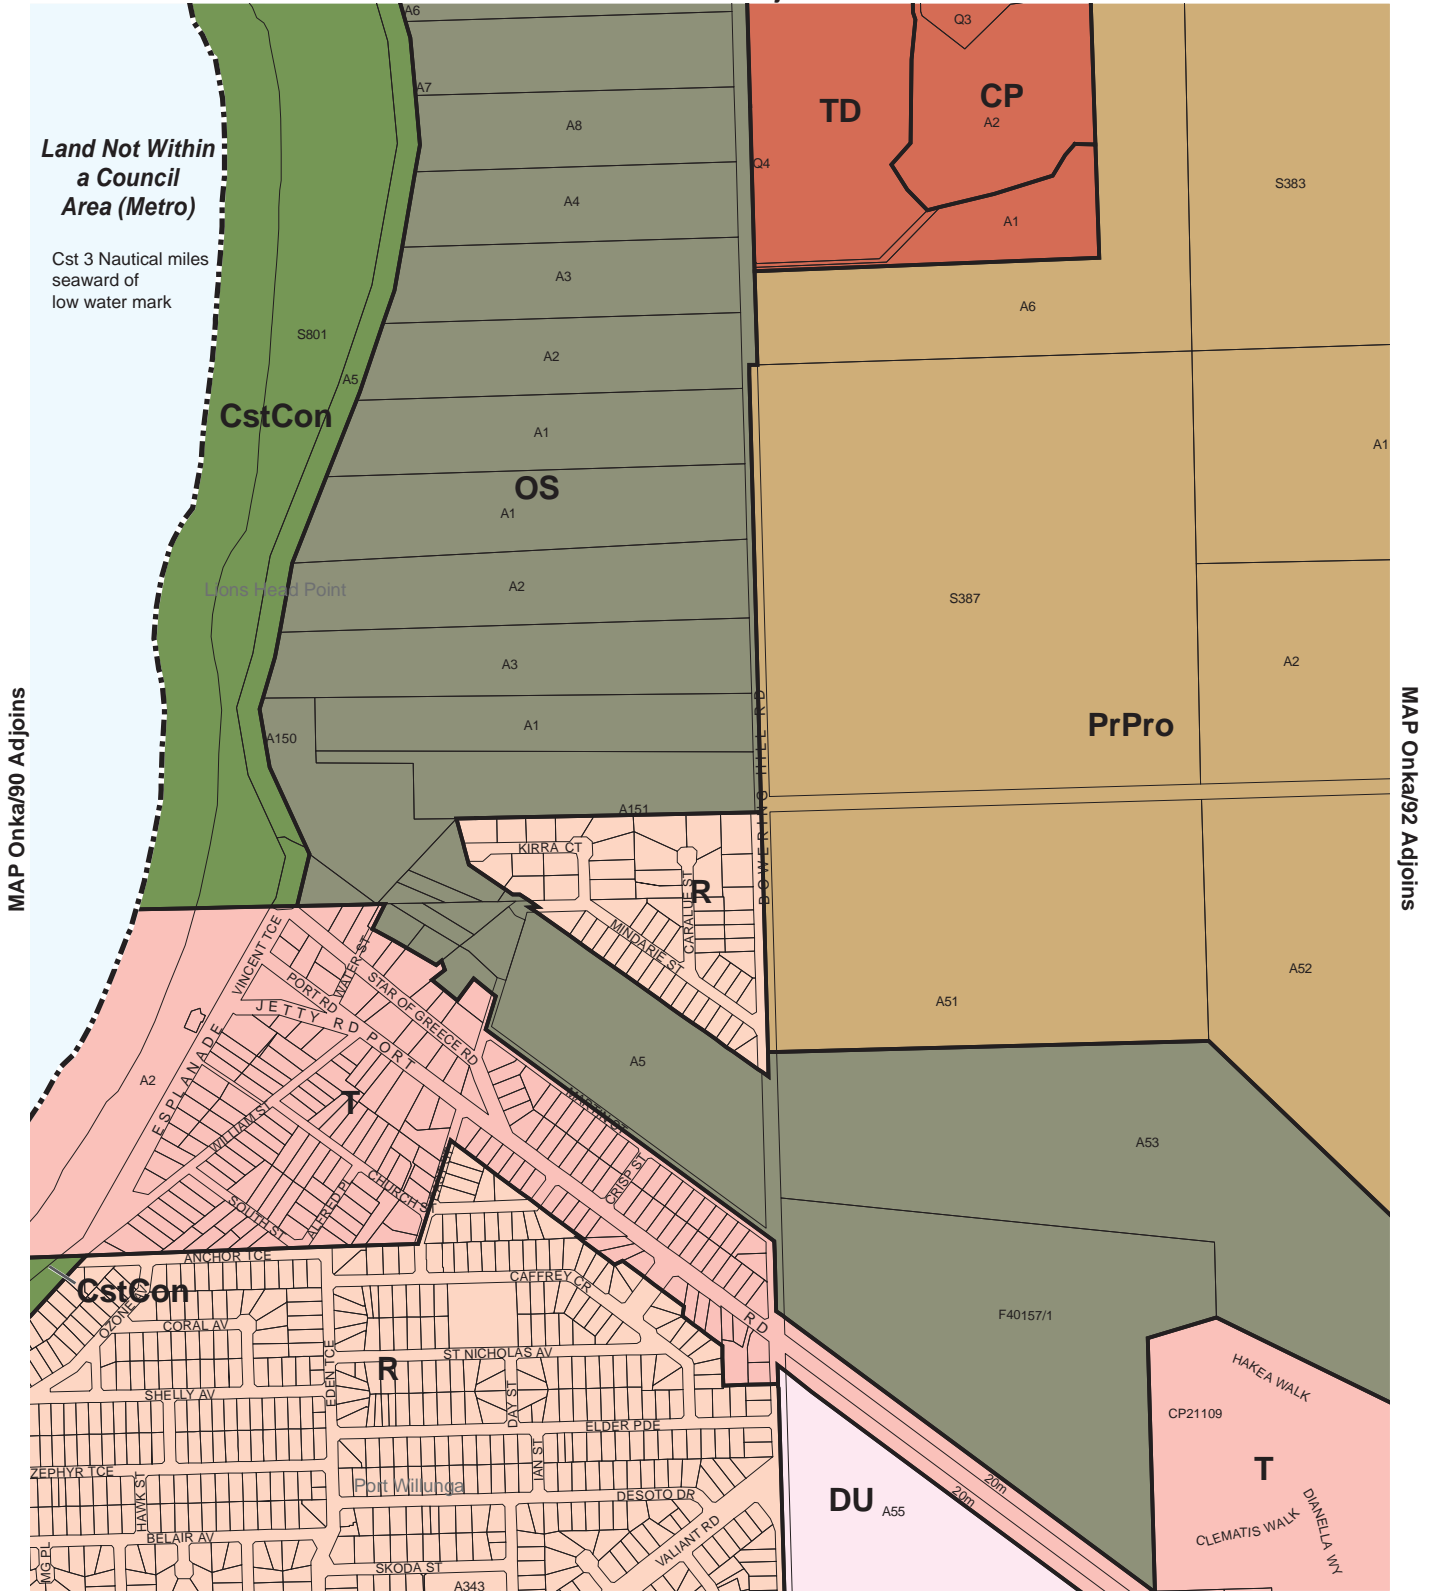 A6
Q3
A7
TD
CP
A2
A8
Land Not Within
a Council
Area (Metro)
Q4
S383
A4
A1
Cst 3 Nautical miles
seaward of
low water mark
A3
A6
S801
A2
A5
CstCon
A1
A1
OS
A1
Lions Head Point
A2
S387
A3
A2
MAP Onka/90 Adjoins
MAP Onka/92 Adjoins
A1
PrPro
A150
BOWERING HILL RD
A151
KIRRA CT
R
CARALUE ST
MINDARIE ST
VINCENT TCE
WATER ST
PORT RD
STAR OF GREECE RD
JETTY RD
PORT
A52
A51
A5
A2
ESPLANADE
T
WILLIAM ST
MARTIN ST
A53
CHURCH ST
CRISP ST
SOUTH ST
ALFRED PL
ANCHOR TCE
CstCon
OZONE AV
CAFFREY CR
CORAL AV
RD
F40157/1
EDEN TCE
ST NICHOLAS AV
R
HAKEA WALK
SHELLY AV
DAY ST
ELDER PDE
CP21109
ZEPHYR TCE
HAWK ST
IAN ST
Port Willunga
DESOTO DR
T
20m
20m
DU
A55
DIANELLA WY
CLEMATIS WALK
BELAIR AV
VALIANT RD
MG PL
SKODA ST
A343